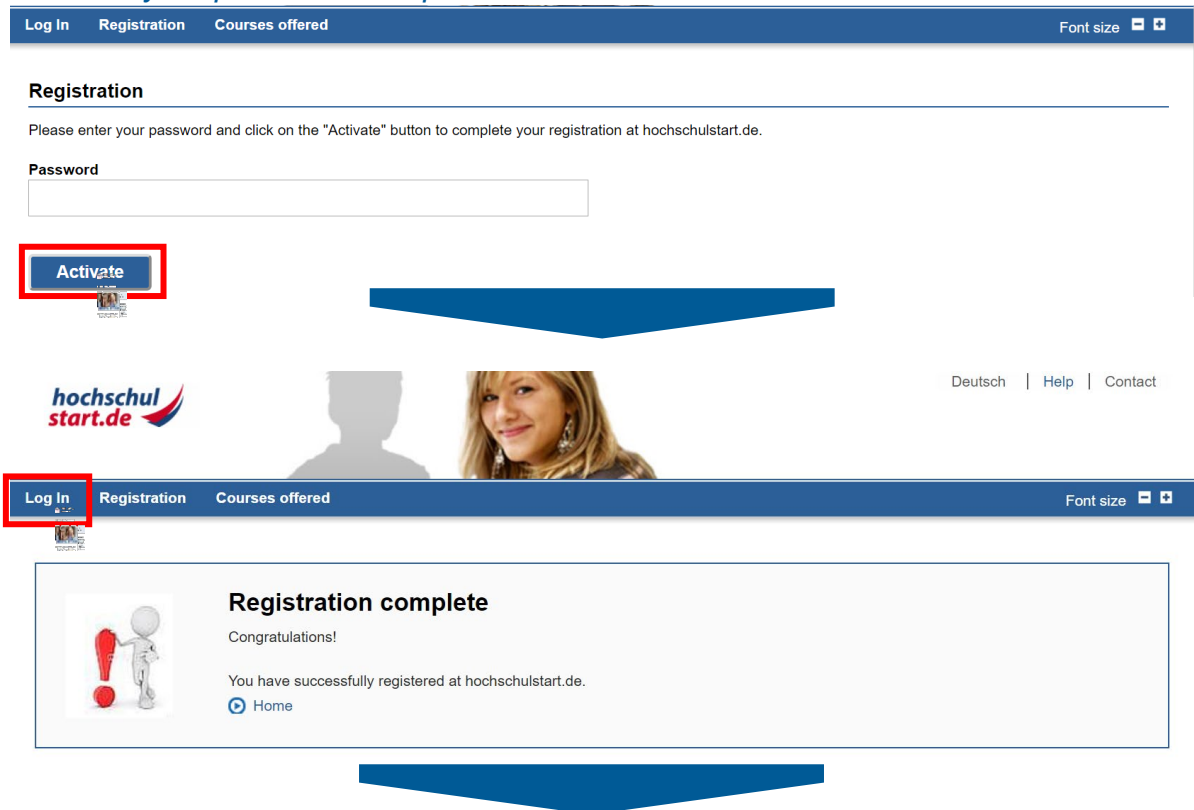 Log In Registration Courses offered Font size
Registration
Please enter your password and click on the "Activate" button to complete your registration at hochschulstart.de.
Password
Activate
hochschul
start.de
Deutsch | Help | Contact
Log In Registration Courses offered Font size
Registration complete
Congratulations!
You have successfully registered at hochschulstart.de.
Home